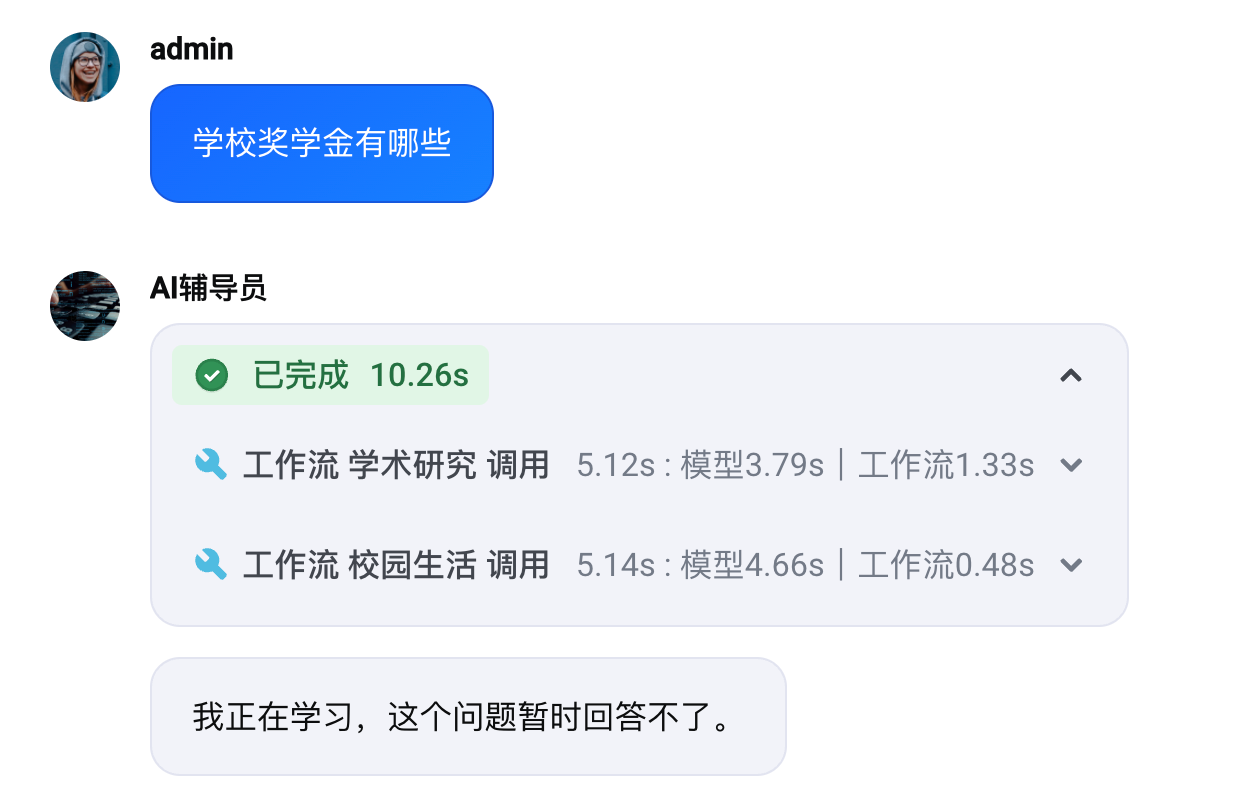 admin
学校奖学金有哪些
AI辅导员
已完成 10.26s
工作流 学术研究 调用 5.12s : 模型3.79s | 工作流1.33s
工作流 校园生活 调用 5.14s : 模型4.66s | 工作流0.48s
我正在学习，这个问题暂时回答不了。